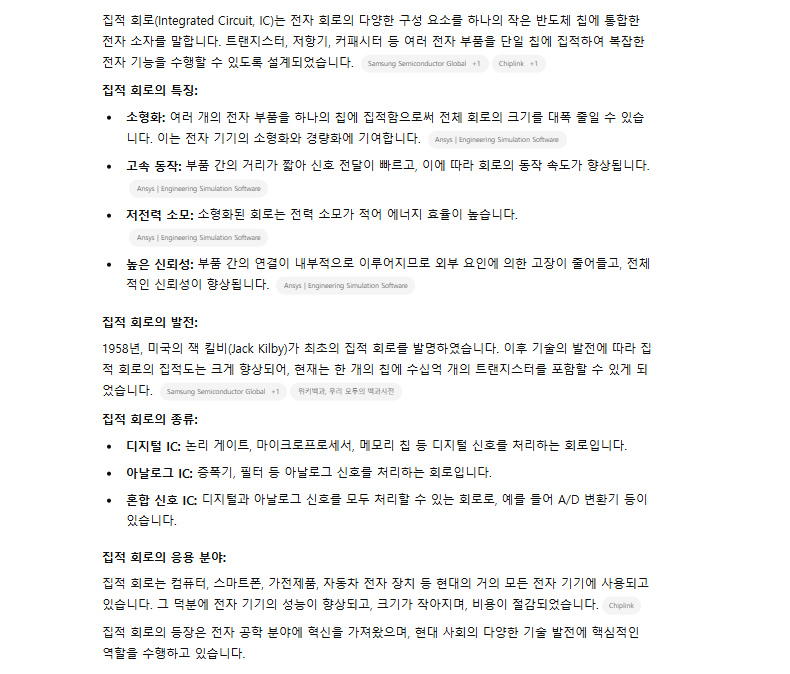 집적 회로(Integrated Circuit, IC)는 전자 회로의 다양한 구성 요소를 하나의 작은 반도체 칩에 통합한
전자 소자를 말합니다. 트랜지스터, 저항기, 커패시터 등 여러 전자 부품을 단일 칩에 집적하여 복잡한
전자 기능을 수행할 수 있도록 설계되었습니다. Samsung Semiconductor Global +1 Chiplink +1
집적 회로의 특징:
• 소형화: 여러 개의 전자 부품을 하나의 칩에 집적함으로써 전체 회로의 크기를 대폭 줄일 수 있습
니다. 이는 전자 기기의 소형화와 경량화에 기여합니다. Ansys | Engineering Simulation Software
• 고속 동작: 부품 간의 거리가 짧아 신호 전달이 빠르고, 이에 따라 회로의 동작 속도가 향상됩니다.
Ansys | Engineering Simulation Software
• 저전력 소모: 소형화된 회로는 전력 소모가 적어 에너지 효율이 높습니다.
Ansys | Engineering Simulation Software
• 높은 신뢰성: 부품 간의 연결이 내부적으로 이루어지므로 외부 요인에 의한 고장이 줄어들고, 전체
적인 신뢰성이 향상됩니다. Ansys | Engineering Simulation Software
집적 회로의 발전:
1958년, 미국의 잭 킬비(Jack Kilby)가 최초의 집적 회로를 발명하였습니다. 이후 기술의 발전에 따라 집
적 회로의 집적도는 크게 향상되어, 현재는 한 개의 칩에 수십억 개의 트랜지스터를 포함할 수 있게 되
었습니다. Samsung Semiconductor Global +1 위키백과, 우리 모두의 백과사전
집적 회로의 종류:
• 디지털 IC: 논리 게이트, 마이크로프로세서, 메모리 칩 등 디지털 신호를 처리하는 회로입니다.
• 아날로그 IC: 증폭기, 필터 등 아날로그 신호를 처리하는 회로입니다.
• 혼합 신호 IC: 디지털과 아날로그 신호를 모두 처리할 수 있는 회로로, 예를 들어 A/D 변환기 등이
있습니다.
집적 회로의 응용 분야:
집적 회로는 컴퓨터, 스마트폰, 가전제품, 자동차 전자 장치 등 현대의 거의 모든 전자 기기에 사용되고
있습니다. 그 덕분에 전자 기기의 성능이 향상되고, 크기가 작아지며, 비용이 절감되었습니다. Chiplink
집적 회로의 등장은 전자 공학 분야에 혁신을 가져왔으며, 현대 사회의 다양한 기술 발전에 핵심적인
역할을 수행하고 있습니다.